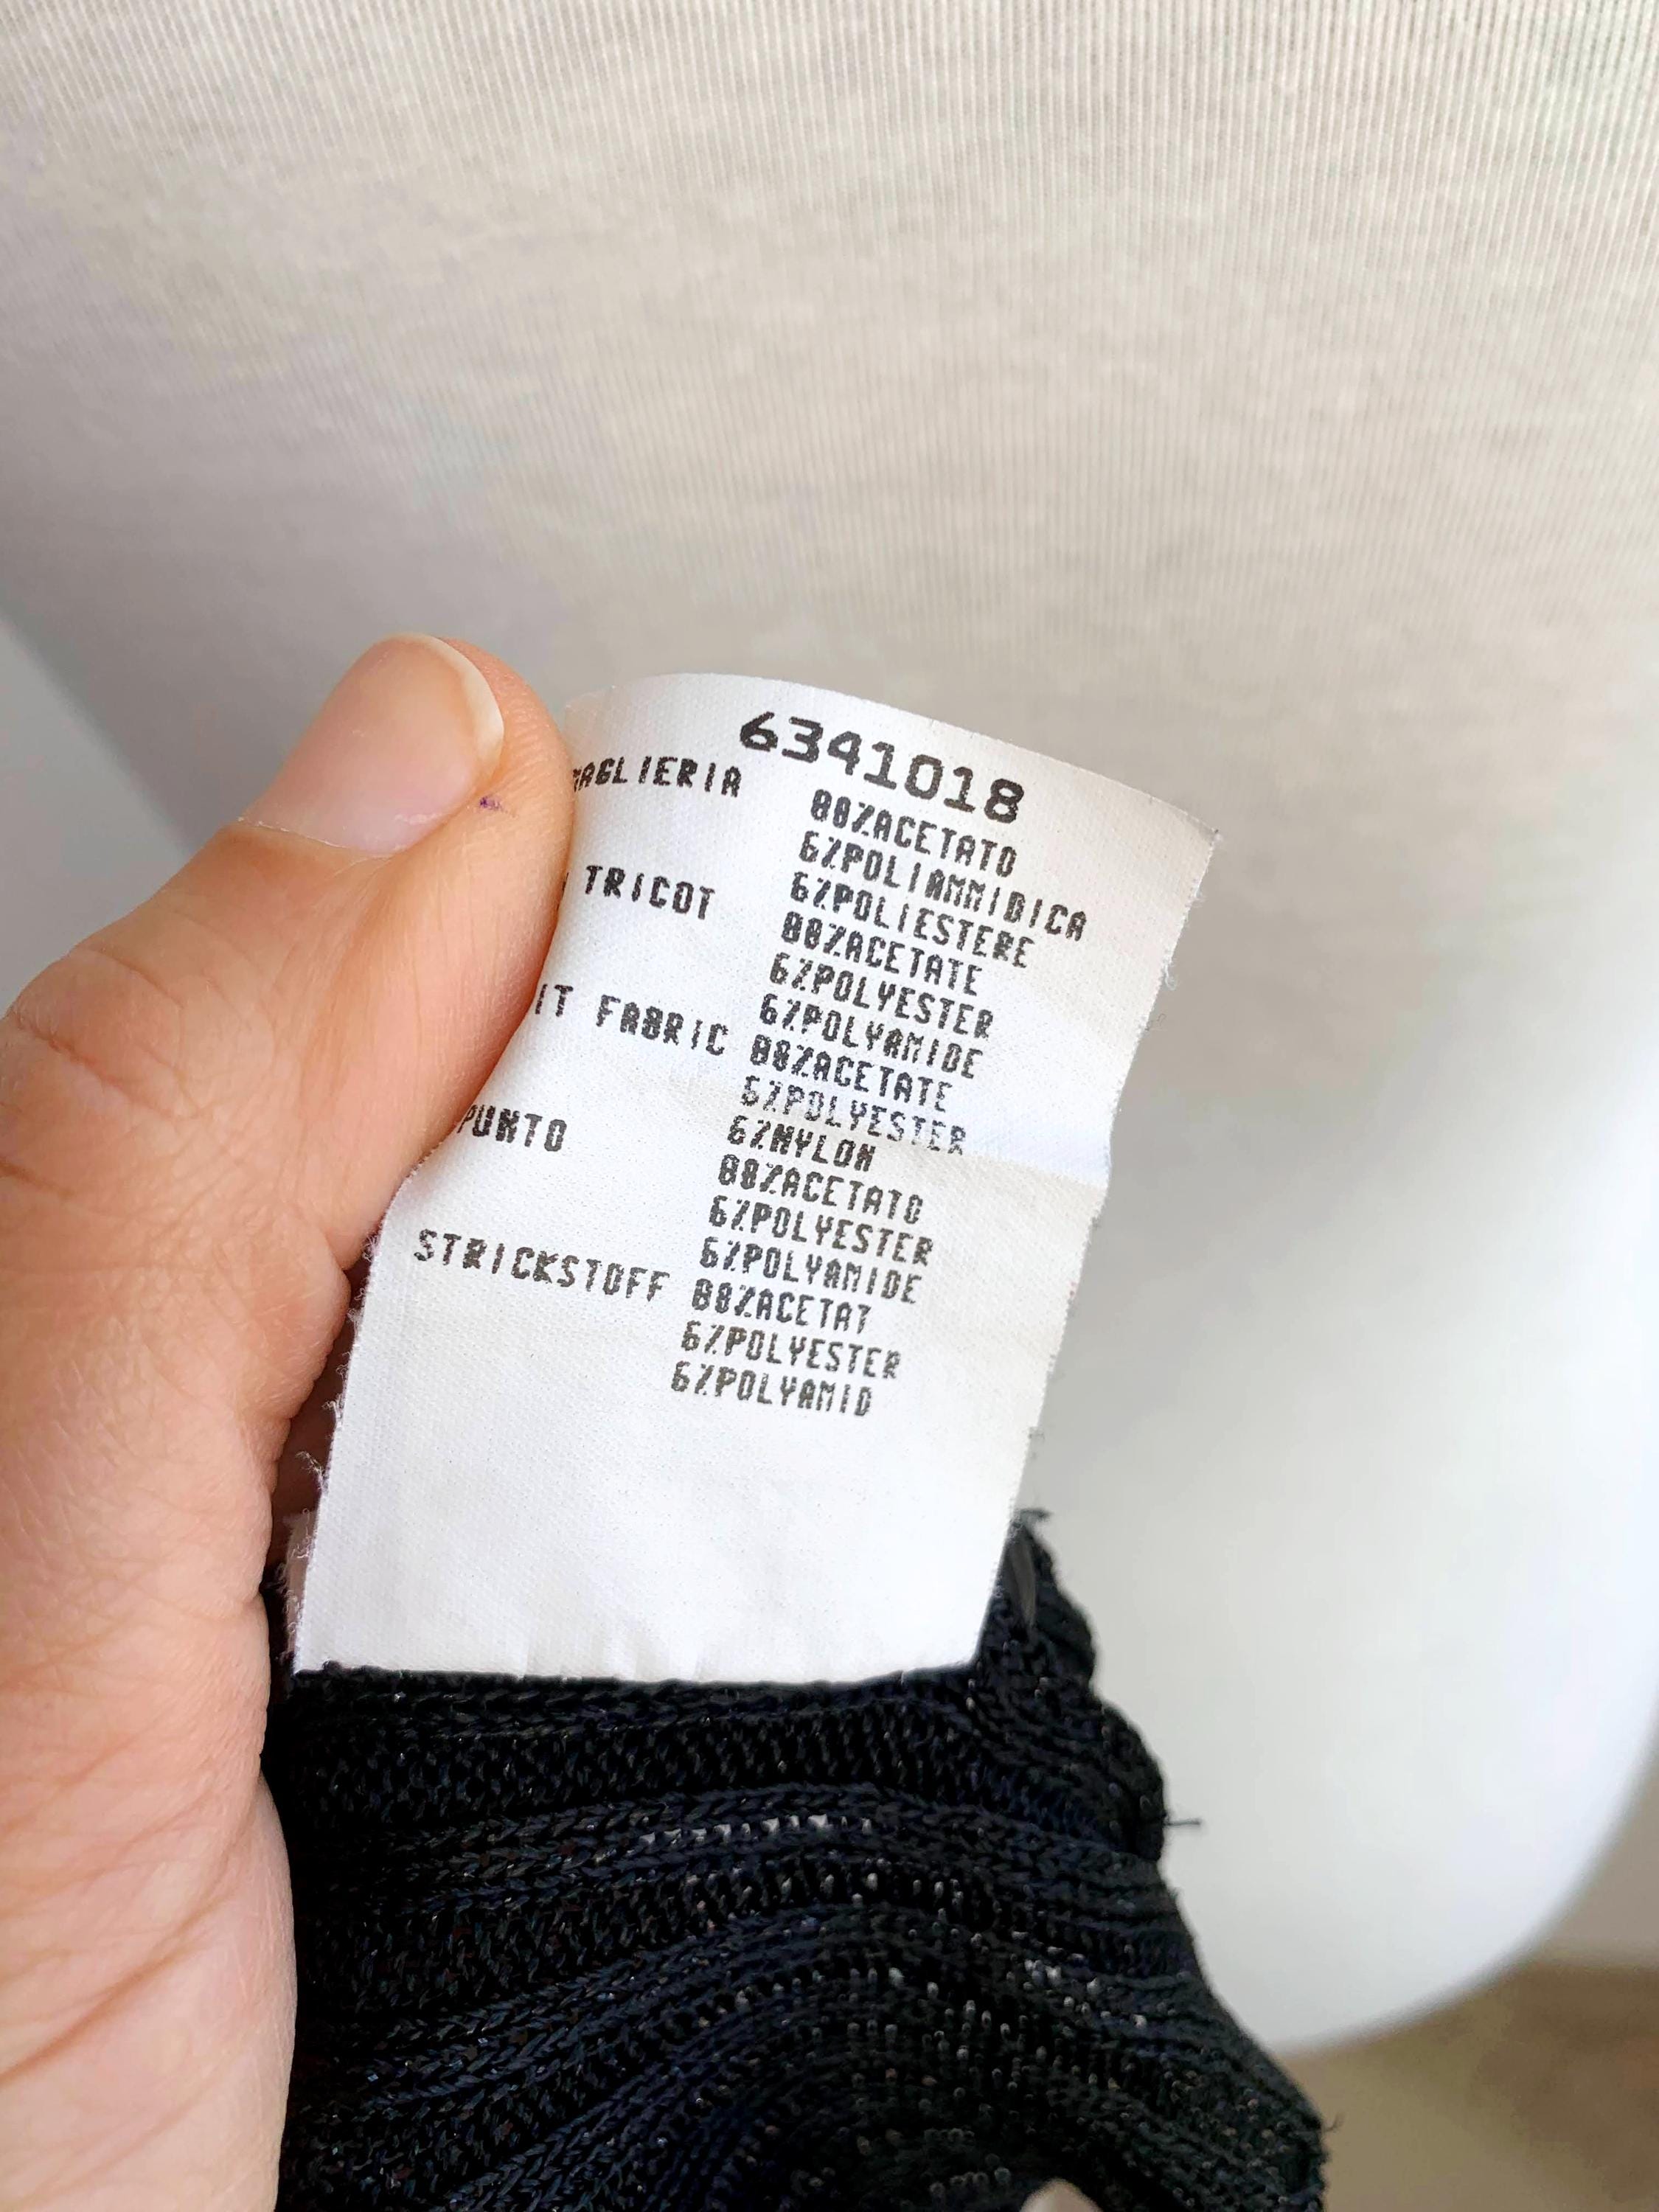 6341018
MAGLIERIA 88%ACETATO
6%POLIAMMIDICA
6%POLIESTERE
TRICOT 88%ACETATE
6%POLYESTER
6%POLYAMIDE
IT FABRIC 88%ACETATE
6%POLYESTER
6%NYLON
PUNTO 88%ACETATO
6%POLYESTER
6%POLYAMIDE
STRICKSTOFF 88%ACETAT
6%POLYESTER
6%POLYAMID